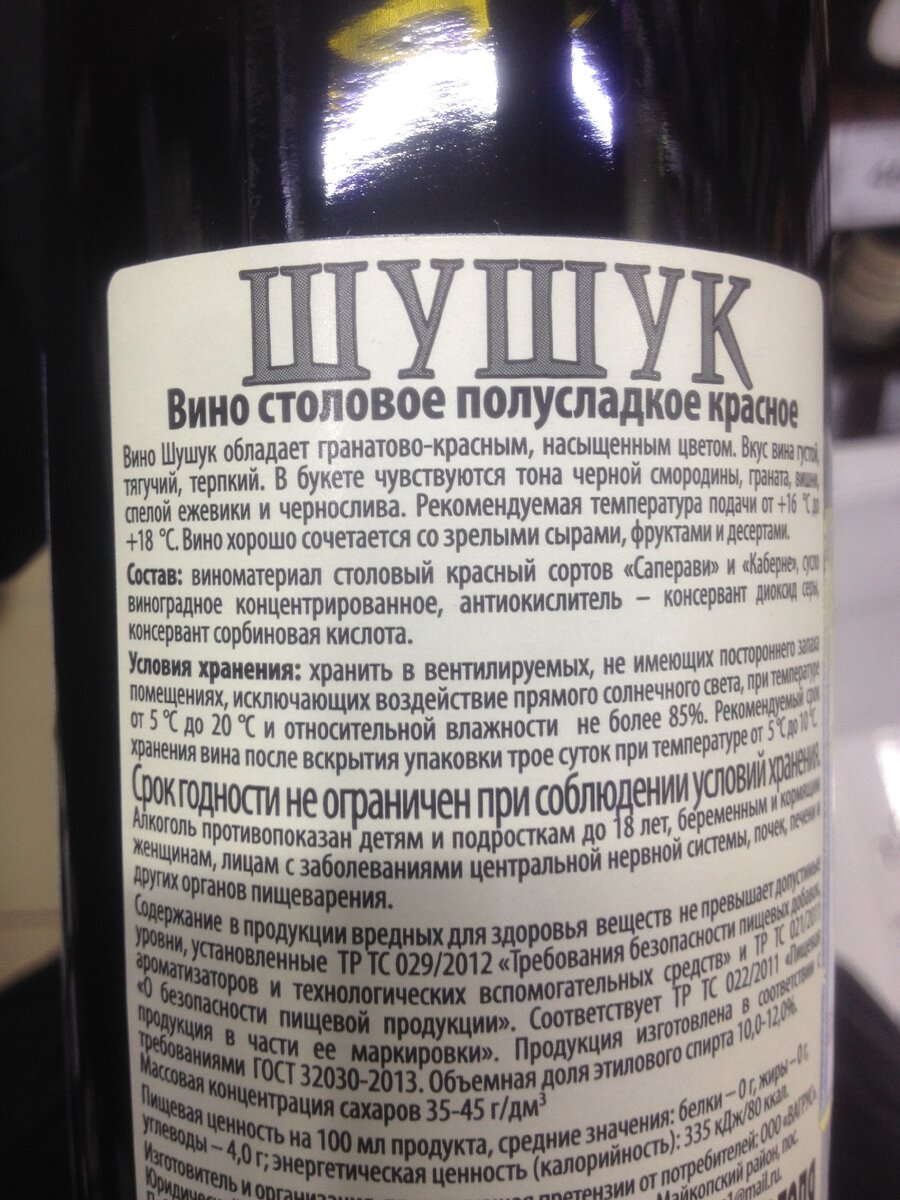 ШУШУК
Вино столовое полусладкое красное
Вино Шушук обладает гранатово-красным, насыщенным цветом. Вкус вина густой,
тягучий, терпкий. В букете чувствуются тона черной смородины, граната, вишни,
спелой ежевики и чернослива. Рекомендуемая температура подачи от +16 °С до
+18 °С. Вино хорошо сочетается со зрелыми сырами, фруктами и десертами.
Состав: виноматериал столовый красный сортов «Саперави» и «Каберне», сусло
виноградное концентрированное, антиокислитель – консервант диоксид серы,
консервант сорбиновая кислота.
Условия хранения: хранить в вентилируемых, не имеющих постороннего запаха
помещениях, исключающих воздействие прямого солнечного света, при температуре
от 5 °С до 20 °С и относительной влажности не более 85%. Рекомендуемый срок
хранения вина после вскрытия упаковки трое суток при температуре от 5 °С до 10 °С.
Срок годности не ограничен при соблюдении условий хранения.
Алкоголь противопоказан детям и подросткам до 18 лет, беременным и кормящим
женщинам, лицам с заболеваниями центральной нервной системы, почек, печени и
других органов пищеварения.
Содержание в продукции вредных для здоровья веществ не превышает допустимые
уровни, установленные ТР ТС 029/2012 «Требования безопасности пищевых добавок,
ароматизаторов и технологических вспомогательных средств» и ТР ТС 021/2011
«О безопасности пищевой продукции». Соответствует ТР ТС 022/2011 «Пищевая
продукция в части ее маркировки». Продукция изготовлена в соответствии с
требованиями ГОСТ 32030-2013. Объемная доля этилового спирта 10,0-12,0%.
Массовая концентрация сахаров 35-45 г/дм³
Пищевая ценность на 100 мл продукта, средние значения: белки – 0 г, жиры – 0 г,
углеводы – 4,0 г; энергетическая ценность (калорийность): 335 кДж/80 ккал.
Изготовитель и претензии от потребителей: ООО
Майкопский район, пос.
@mail.ru.